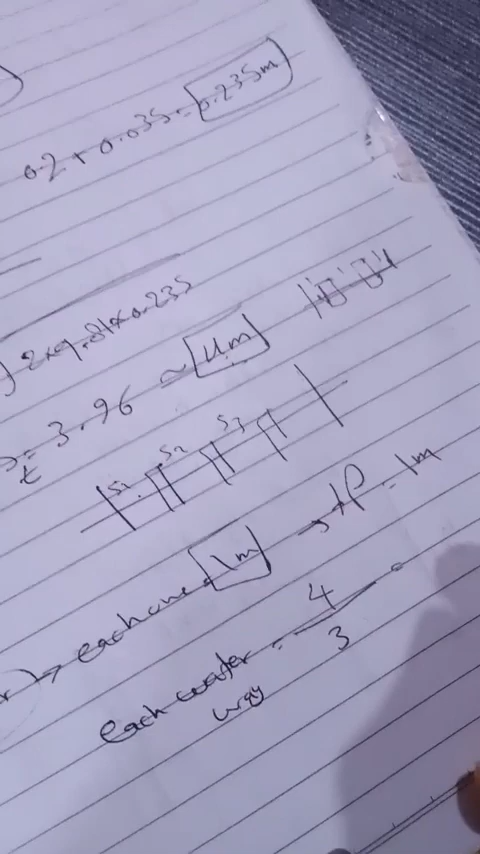 0.2 + 0.035 = 0.235m
2×9.81×0.235
= 3.96 ≈ 4m
S1 S2 S3
→ each one = 1m → 1m
each water = 4/3
way